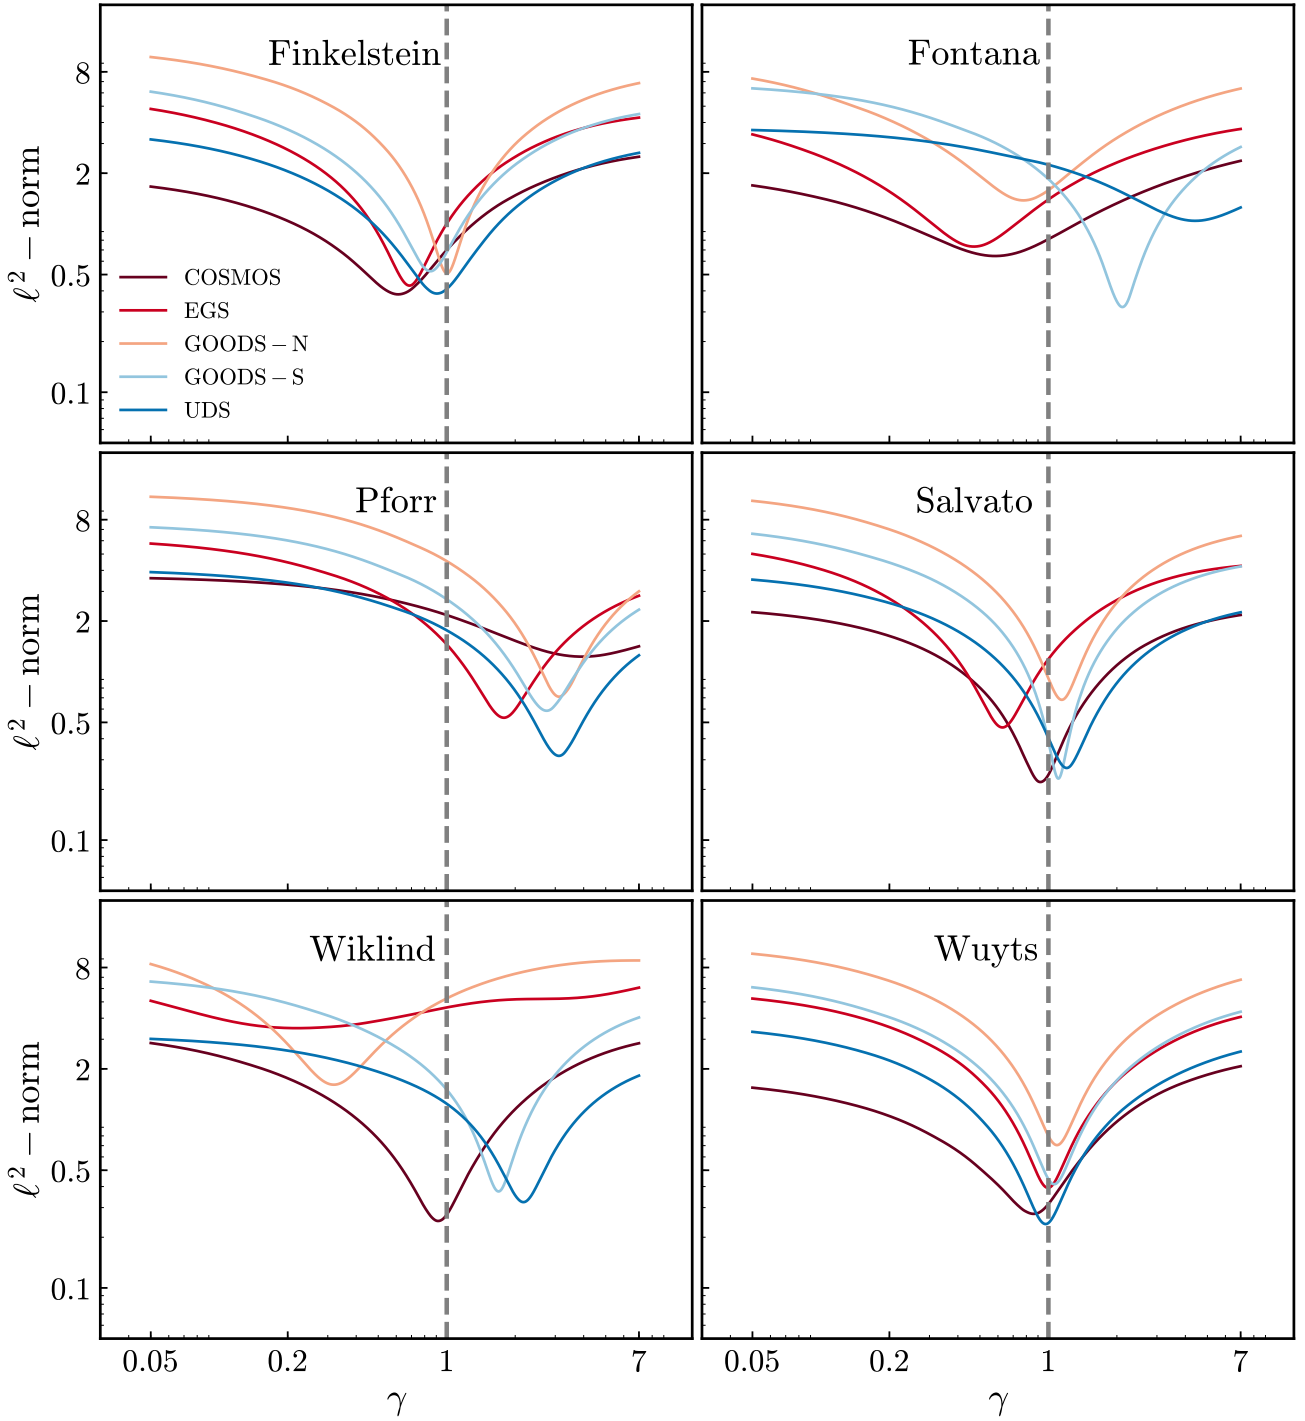 Finkelstein
Fontana
8
2
0.5
0.1
ℓ² − norm
COSMOS
EGS
GOODS − N
GOODS − S
UDS
Pforr
Salvato
8
2
0.5
0.1
ℓ² − norm
Wiklind
Wuyts
8
2
0.5
0.1
ℓ² − norm
0.05 0.2 1 7
0.05 0.2 1 7
γ
γ